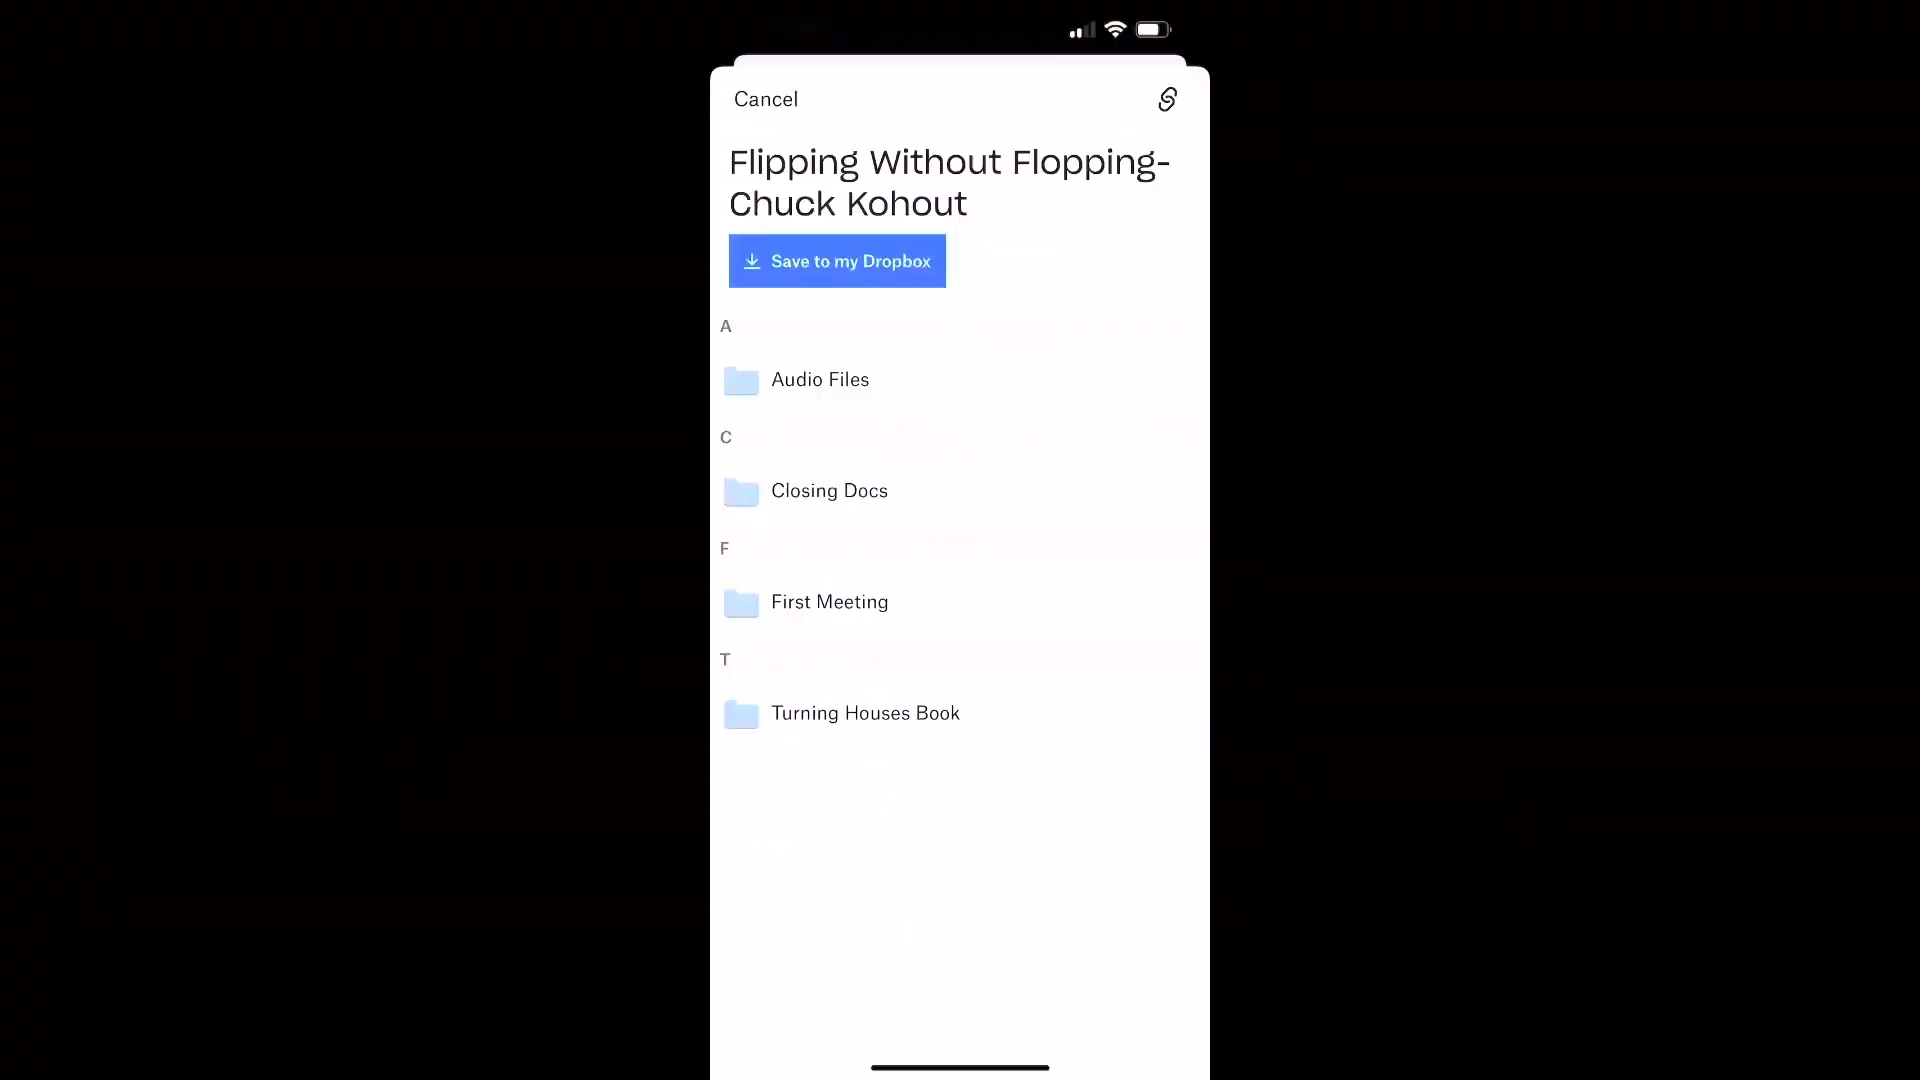 Cancel
Flipping Without Flopping-
Chuck Kohout
Save to my Dropbox
A
Audio Files
C
Closing Docs
F
First Meeting
T
Turning Houses Book